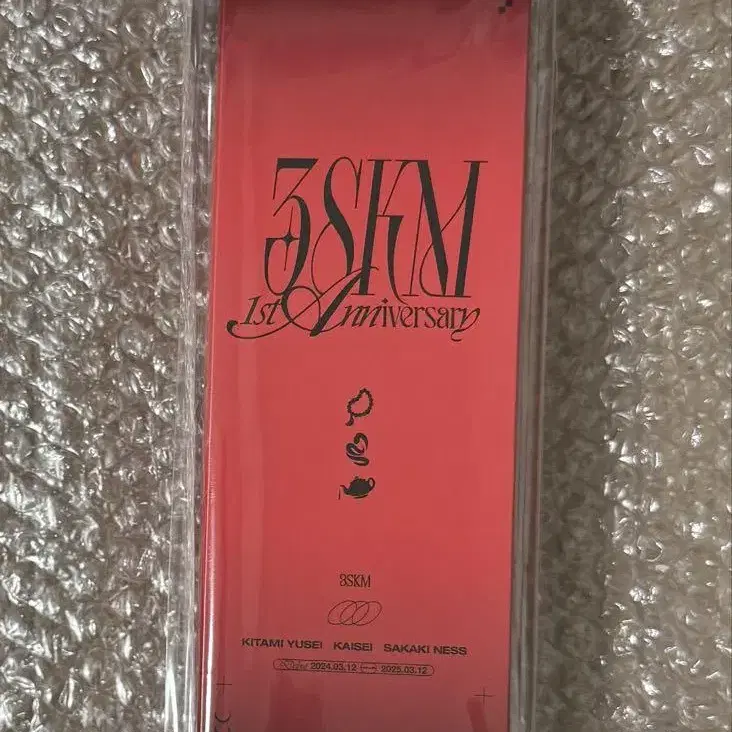 3SKM
1st Anniversary
3SKM
KITAMI YUSEI KAISEI SAKAKI NESS
2024.03.12 2025.03.12